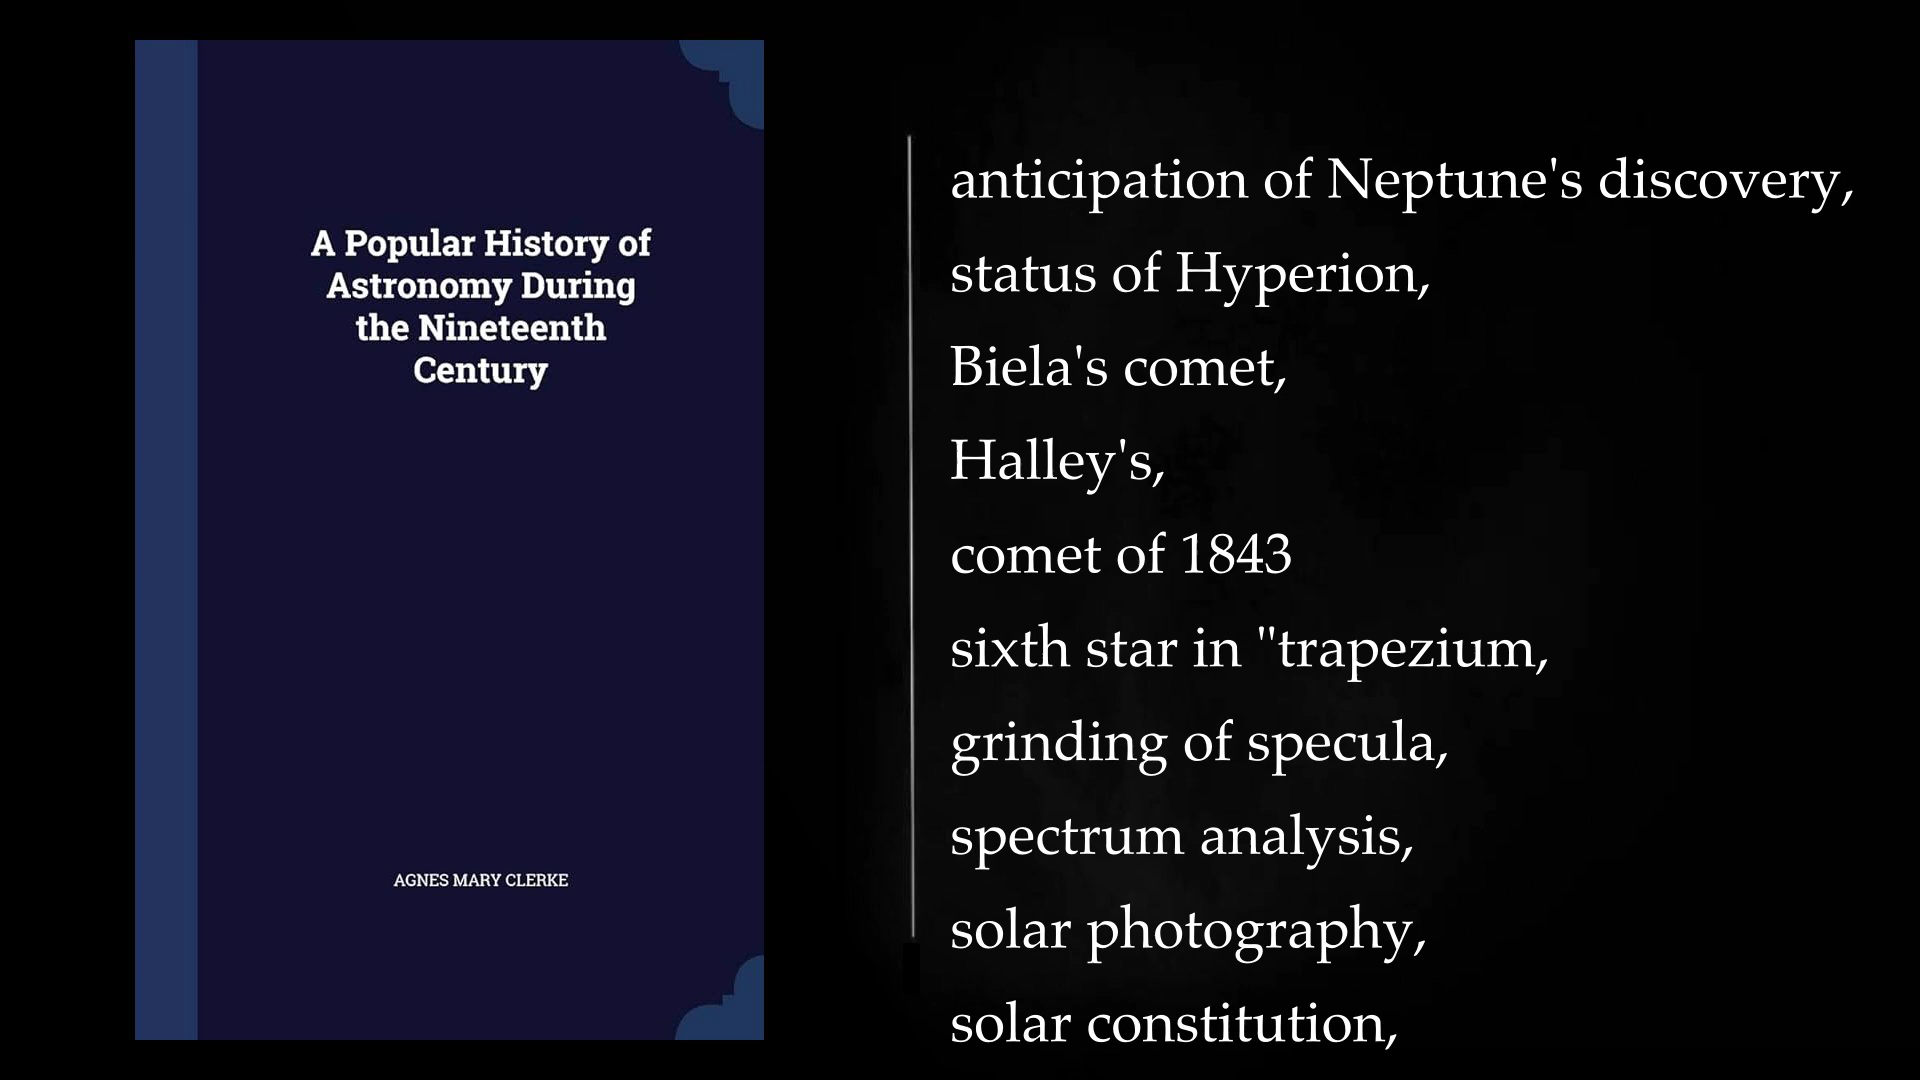 A Popular History of
Astronomy During
the Nineteenth
Century
AGNES MARY CLERKE
anticipation of Neptune's discovery,
status of Hyperion,
Biela's comet,
Halley's,
comet of 1843
sixth star in "trapezium,
grinding of specula,
spectrum analysis,
solar photography,
solar constitution,